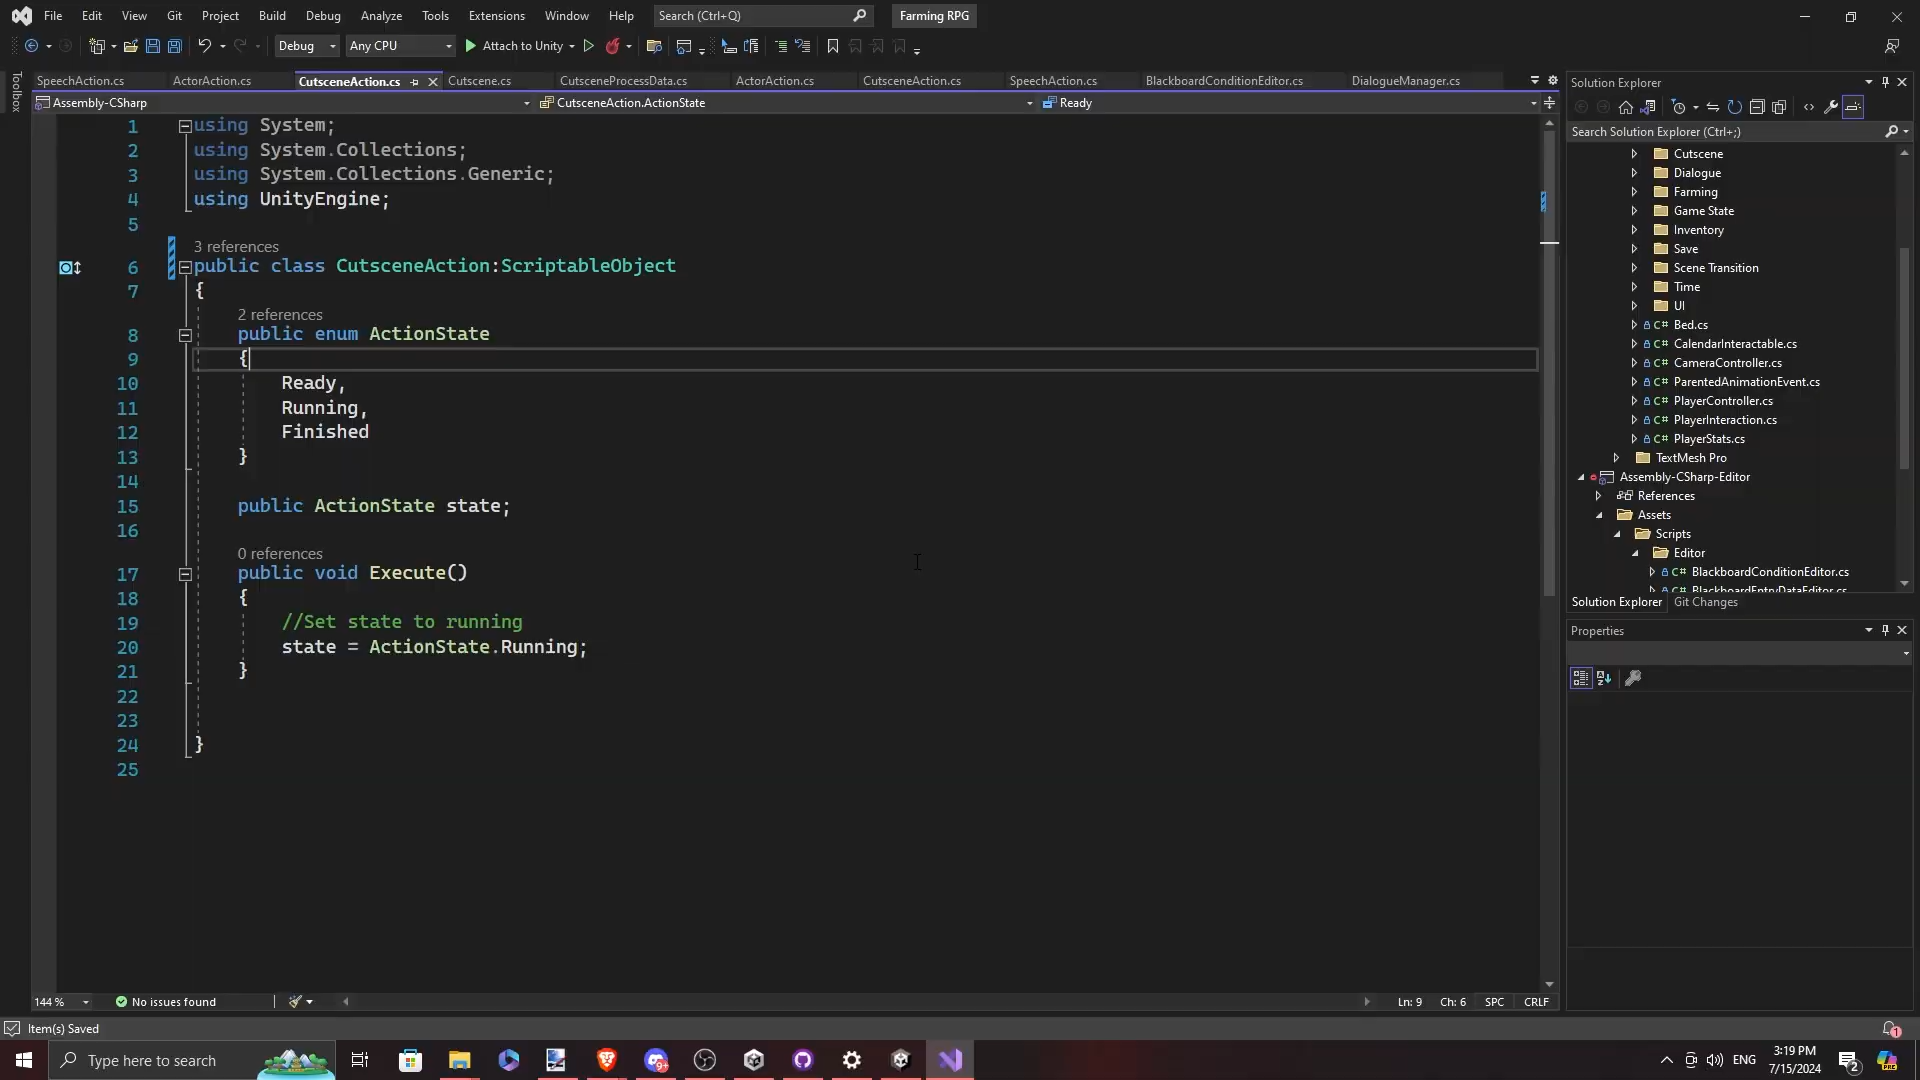 File Edit View Git Project Build Debug Analyze Tools Extensions Window Help Search (Ctrl+Q) Farming RPG
Debug Any CPU Attach to Unity
SpeechAction.cs ActorAction.cs CutsceneAction.cs Cutscene.cs CutsceneProcessData.cs ActorAction.cs CutsceneAction.cs SpeechAction.cs BlackboardConditionEditor.cs DialogueManager.cs
Assembly-CSharp CutsceneAction.ActionState Ready
Toolbox
1 using System;
2 using System.Collections;
3 using System.Collections.Generic;
4 using UnityEngine;
5
3 references
6 public class CutsceneAction:ScriptableObject
7 {
2 references
8 public enum ActionState
9 {
10 Ready,
11 Running,
12 Finished
13 }
14
15 public ActionState state;
16
0 references
17 public void Execute()
18 {
19 //Set state to running
20 state = ActionState.Running;
21 }
22
23
24 }
25
144 % No issues found Ln: 9 Ch: 6 SPC CRLF
Solution Explorer
Search Solution Explorer (Ctrl+;)
Cutscene
Dialogue
Farming
Game State
Inventory
Save
Scene Transition
Time
UI
C# Bed.cs
C# CalendarInteractable.cs
C# CameraController.cs
C# ParentedAnimationEvent.cs
C# PlayerController.cs
C# PlayerInteraction.cs
C# PlayerStats.cs
TextMesh Pro
Assembly-CSharp-Editor
References
Assets
Scripts
Editor
C# BlackboardConditionEditor.cs
C# BlackboardEntryDataEditor.cs
Solution Explorer Git Changes
Properties
Item(s) Saved 1
Type here to search 9+ ENG 3:19 PM 2 PRE
7/15/2024